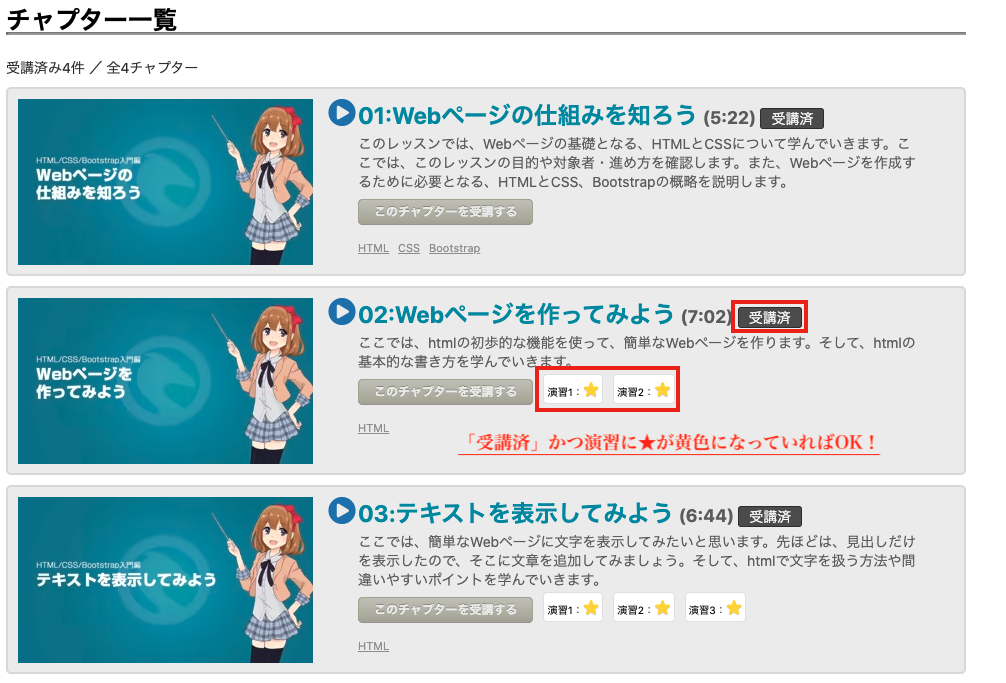 チャプター一覧
受講済み4件 ／ 全4チャプター
HTML/CSS/Bootstrap入門編
Webページの
仕組みを知ろう
01:Webページの仕組みを知ろう (5:22) 受講済
このレッスンでは、Webページの基礎となる、HTMLとCSSについて学んでいきます。こ
こでは、このレッスンの目的や対象者・進め方を確認します。また、Webページを作成す
るために必要となる、HTMLとCSS、Bootstrapの概略を説明します。
このチャプターを受講する
HTML CSS Bootstrap
HTML/CSS/Bootstrap入門編
Webページを
作ってみよう
02:Webページを作ってみよう (7:02) 受講済
ここでは、htmlの初歩的な機能を使って、簡単なWebページを作ります。そして、htmlの
基本的な書き方を学んでいきます。
このチャプターを受講する 演習1：⭐ 演習2：⭐
HTML
「受講済」かつ演習に★が黄色になっていればOK！
HTML/CSS/Bootstrap入門編
テキストを表示してみよう
03:テキストを表示してみよう (6:44) 受講済
ここでは、簡単なWebページに文字を表示してみたいと思います。先ほどは、見出しだけ
を表示したので、そこに文章を追加してみましょう。そして、htmlで文字を扱う方法や間
違いやすいポイントを学んでいきます。
このチャプターを受講する 演習1：⭐ 演習2：⭐ 演習3：⭐
HTML